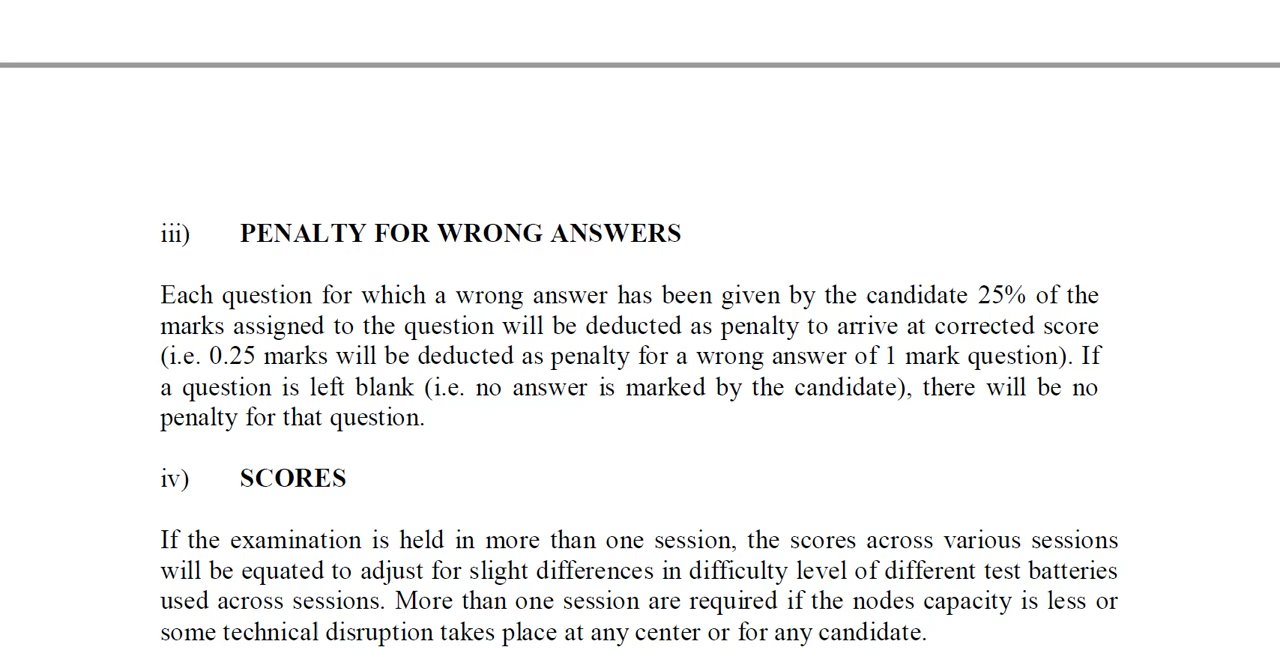 iii) PENALTY FOR WRONG ANSWERS
Each question for which a wrong answer has been given by the candidate 25% of the
marks assigned to the question will be deducted as penalty to arrive at corrected score
(i.e. 0.25 marks will be deducted as penalty for a wrong answer of 1 mark question). If
a question is left blank (i.e. no answer is marked by the candidate), there will be no
penalty for that question.
iv) SCORES
If the examination is held in more than one session, the scores across various sessions
will be equated to adjust for slight differences in difficulty level of different test batteries
used across sessions. More than one session are required if the nodes capacity is less or
some technical disruption takes place at any center or for any candidate.